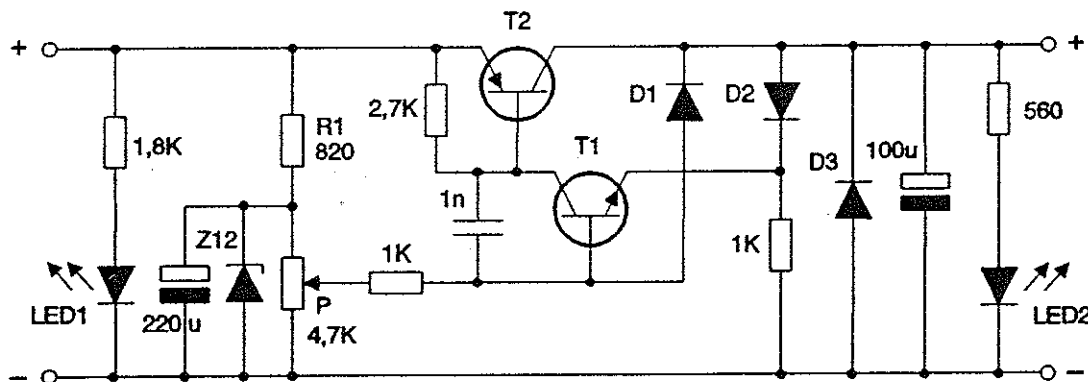 T2
+
+
1,8K
R1
820
2,7K
D1
D2
560
T1
D3
100u
1n
Z12
1K
1K
LED1
220 u
P
4,7K
LED2
−
−